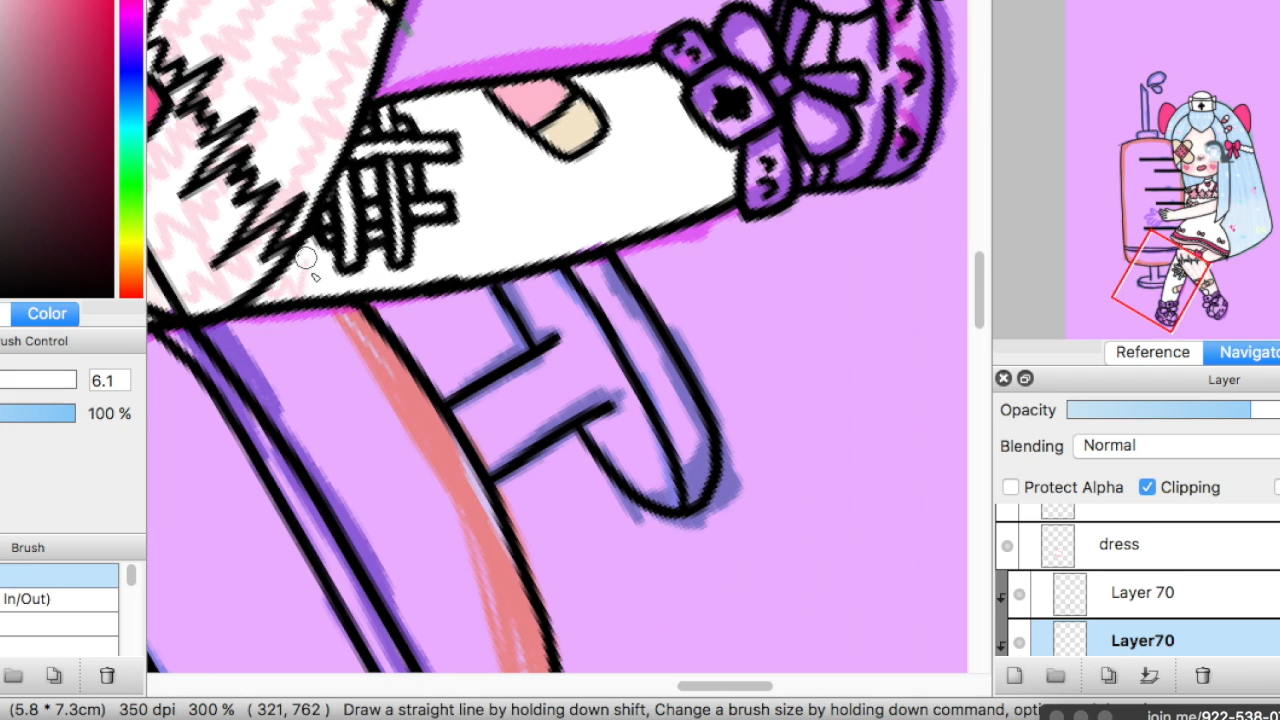 Color
ush Control
6.1
100 %
Brush
In/Out)
Reference
Navigato
Layer
Opacity
Blending
Normal
Protect Alpha
Clipping
dress
Layer 70
Layer70
(5.8 * 7.3cm) 350 dpi 300 % ( 321, 762 ) Draw a straight line by holding down shift, Change a brush size by holding down command, opt
join.me/922-538-0